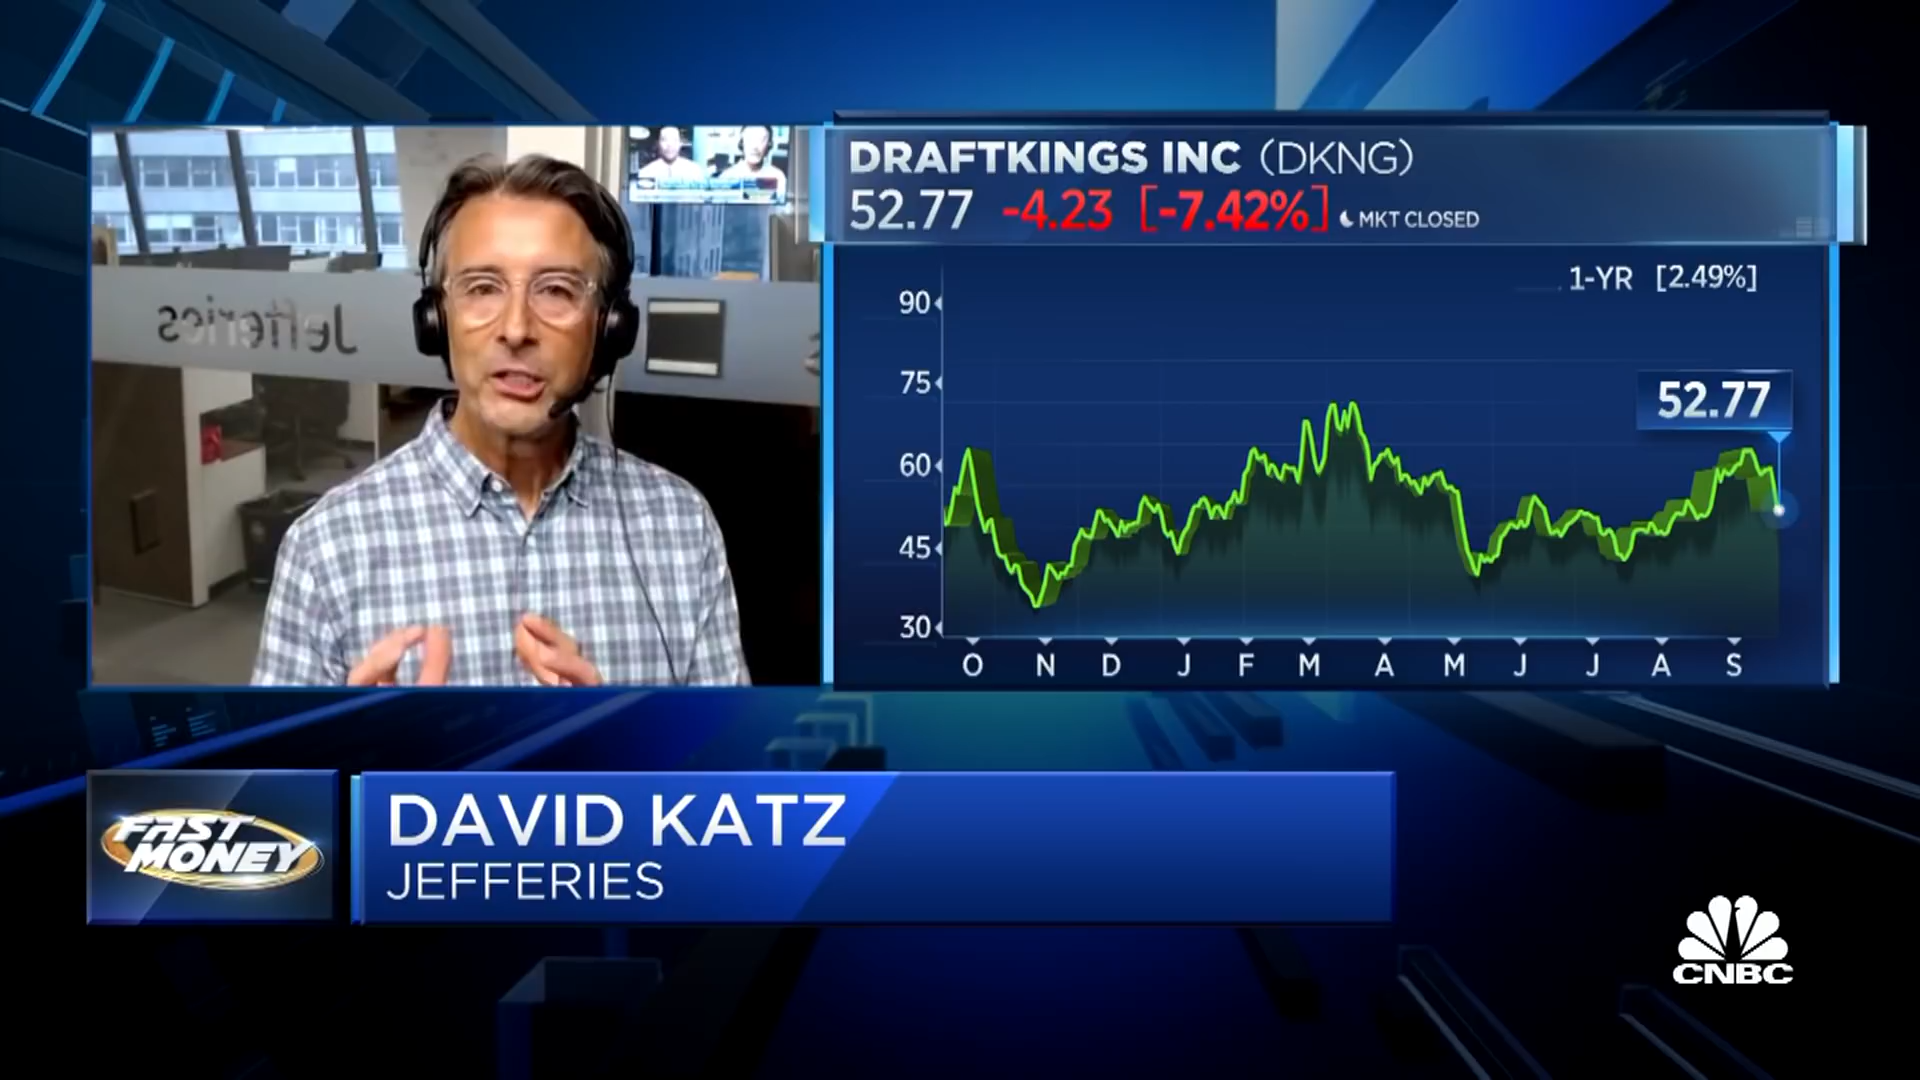 DRAFTKINGS INC (DKNG)
52.77 -4.23 [-7.42%] MKT CLOSED
1-YR [2.49%]
90
75
60
45
30
52.77
O N D J F M A M J J A S
Jefferies
FAST
MONEY
DAVID KATZ
JEFFERIES
CNBC